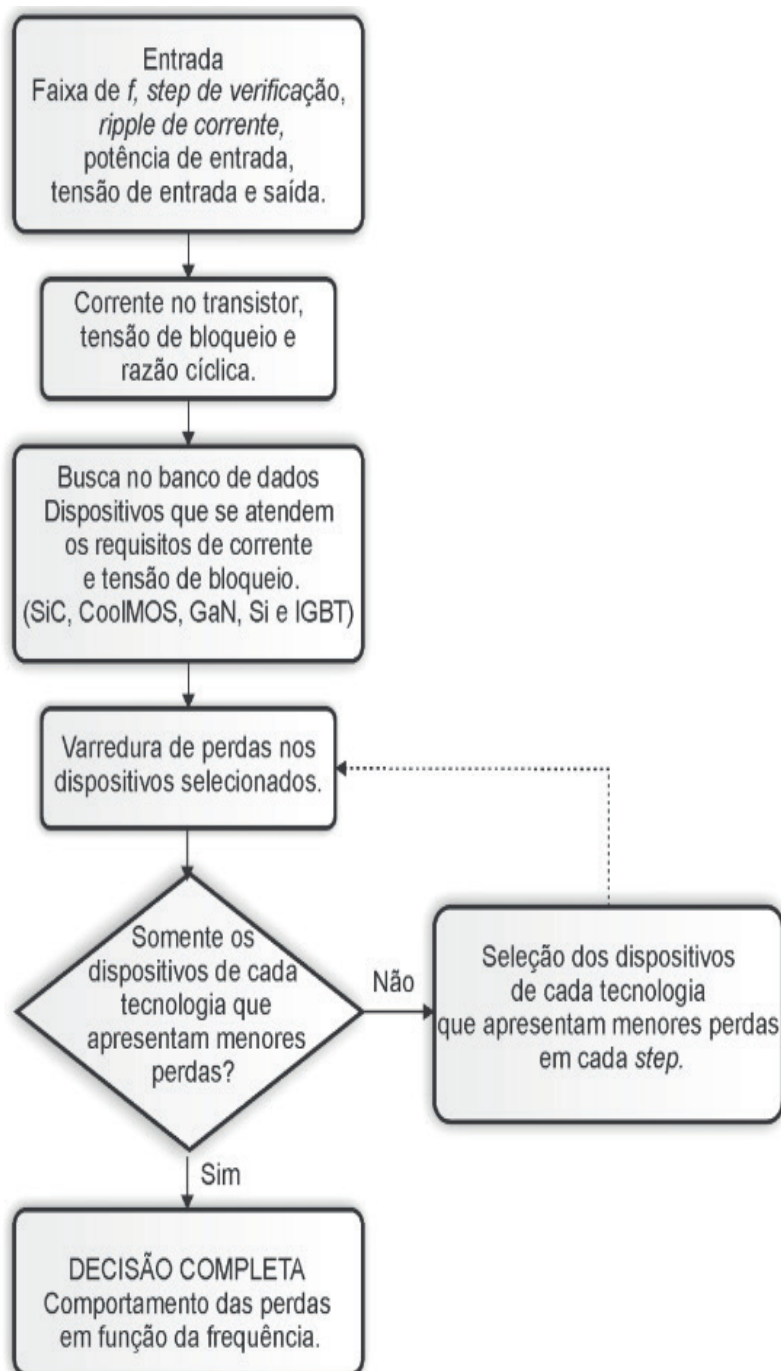 Entrada
Faixa de f, step de verificação,
ripple de corrente,
potência de entrada,
tensão de entrada e saída.
Corrente no transistor,
tensão de bloqueio e
razão cíclica.
Busca no banco de dados
Dispositivos que se atendem
os requisitos de corrente
e tensão de bloqueio.
(SiC, CoolMOS, GaN, Si e IGBT)
Varredura de perdas nos
dispositivos selecionados.
Somente os
dispositivos de cada
tecnologia que
apresentam menores
perdas?
Não
Seleção dos dispositivos
de cada tecnologia
que apresentam menores perdas
em cada step.
Sim
DECISÃO COMPLETA
Comportamento das perdas
em função da frequência.